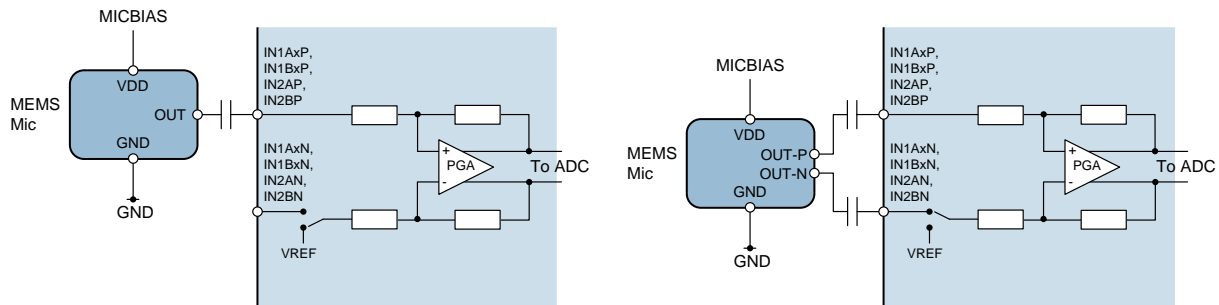 MICBIAS
MEMS
Mic
VDD
OUT
GND
GND
IN1AxP,
IN1BxP,
IN2AP,
IN2BP
IN1AxN,
IN1BxN,
IN2AN,
IN2BN
VREF
+
PGA
-
To ADC
MICBIAS
MEMS
Mic
VDD
OUT-P
OUT-N
GND
GND
IN1AxP,
IN1BxP,
IN2AP,
IN2BP
IN1AxN,
IN1BxN,
IN2AN,
IN2BN
VREF
+
PGA
-
To ADC